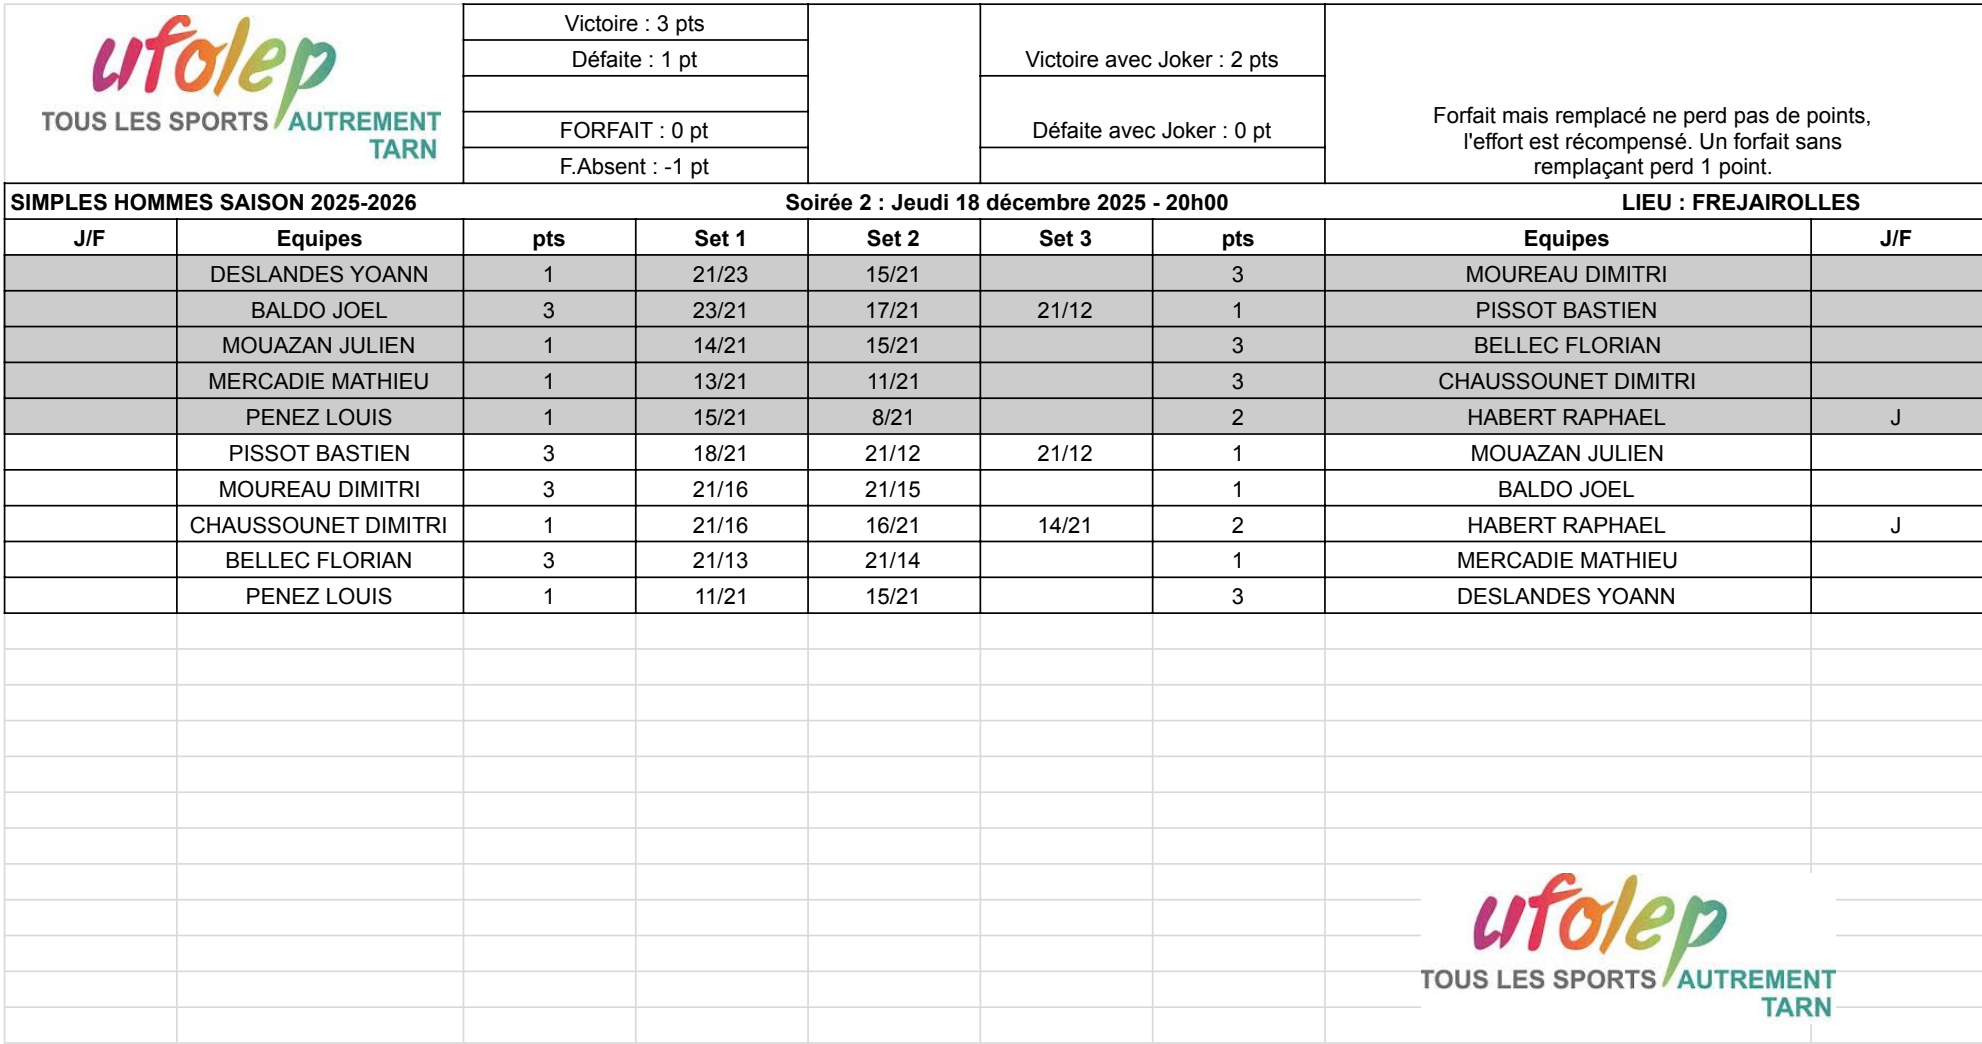 ufolep
TOUS LES SPORTS AUTREMENT
TARN
Victoire : 3 pts
Défaite : 1 pt
Victoire avec Joker : 2 pts
FORFAIT : 0 pt
Défaite avec Joker : 0 pt
F.Absent : -1 pt
Forfait mais remplacé ne perd pas de points,
l'effort est récompensé. Un forfait sans
remplaçant perd 1 point.
SIMPLES HOMMES SAISON 2025-2026 Soirée 2 : Jeudi 18 décembre 2025 - 20h00 LIEU : FREJAIROLLES
J/F Equipes pts Set 1 Set 2 Set 3 pts Equipes J/F
DESLANDES YOANN 1 21/23 15/21 3 MOUREAU DIMITRI
BALDO JOEL 3 23/21 17/21 21/12 1 PISSOT BASTIEN
MOUAZAN JULIEN 1 14/21 15/21 3 BELLEC FLORIAN
MERCADIE MATHIEU 1 13/21 11/21 3 CHAUSSOUNET DIMITRI
PENEZ LOUIS 1 15/21 8/21 2 HABERT RAPHAEL J
PISSOT BASTIEN 3 18/21 21/12 21/12 1 MOUAZAN JULIEN
MOUREAU DIMITRI 3 21/16 21/15 1 BALDO JOEL
CHAUSSOUNET DIMITRI 1 21/16 16/21 14/21 2 HABERT RAPHAEL J
BELLEC FLORIAN 3 21/13 21/14 1 MERCADIE MATHIEU
PENEZ LOUIS 1 11/21 15/21 3 DESLANDES YOANN
ufolep
TOUS LES SPORTS AUTREMENT
TARN